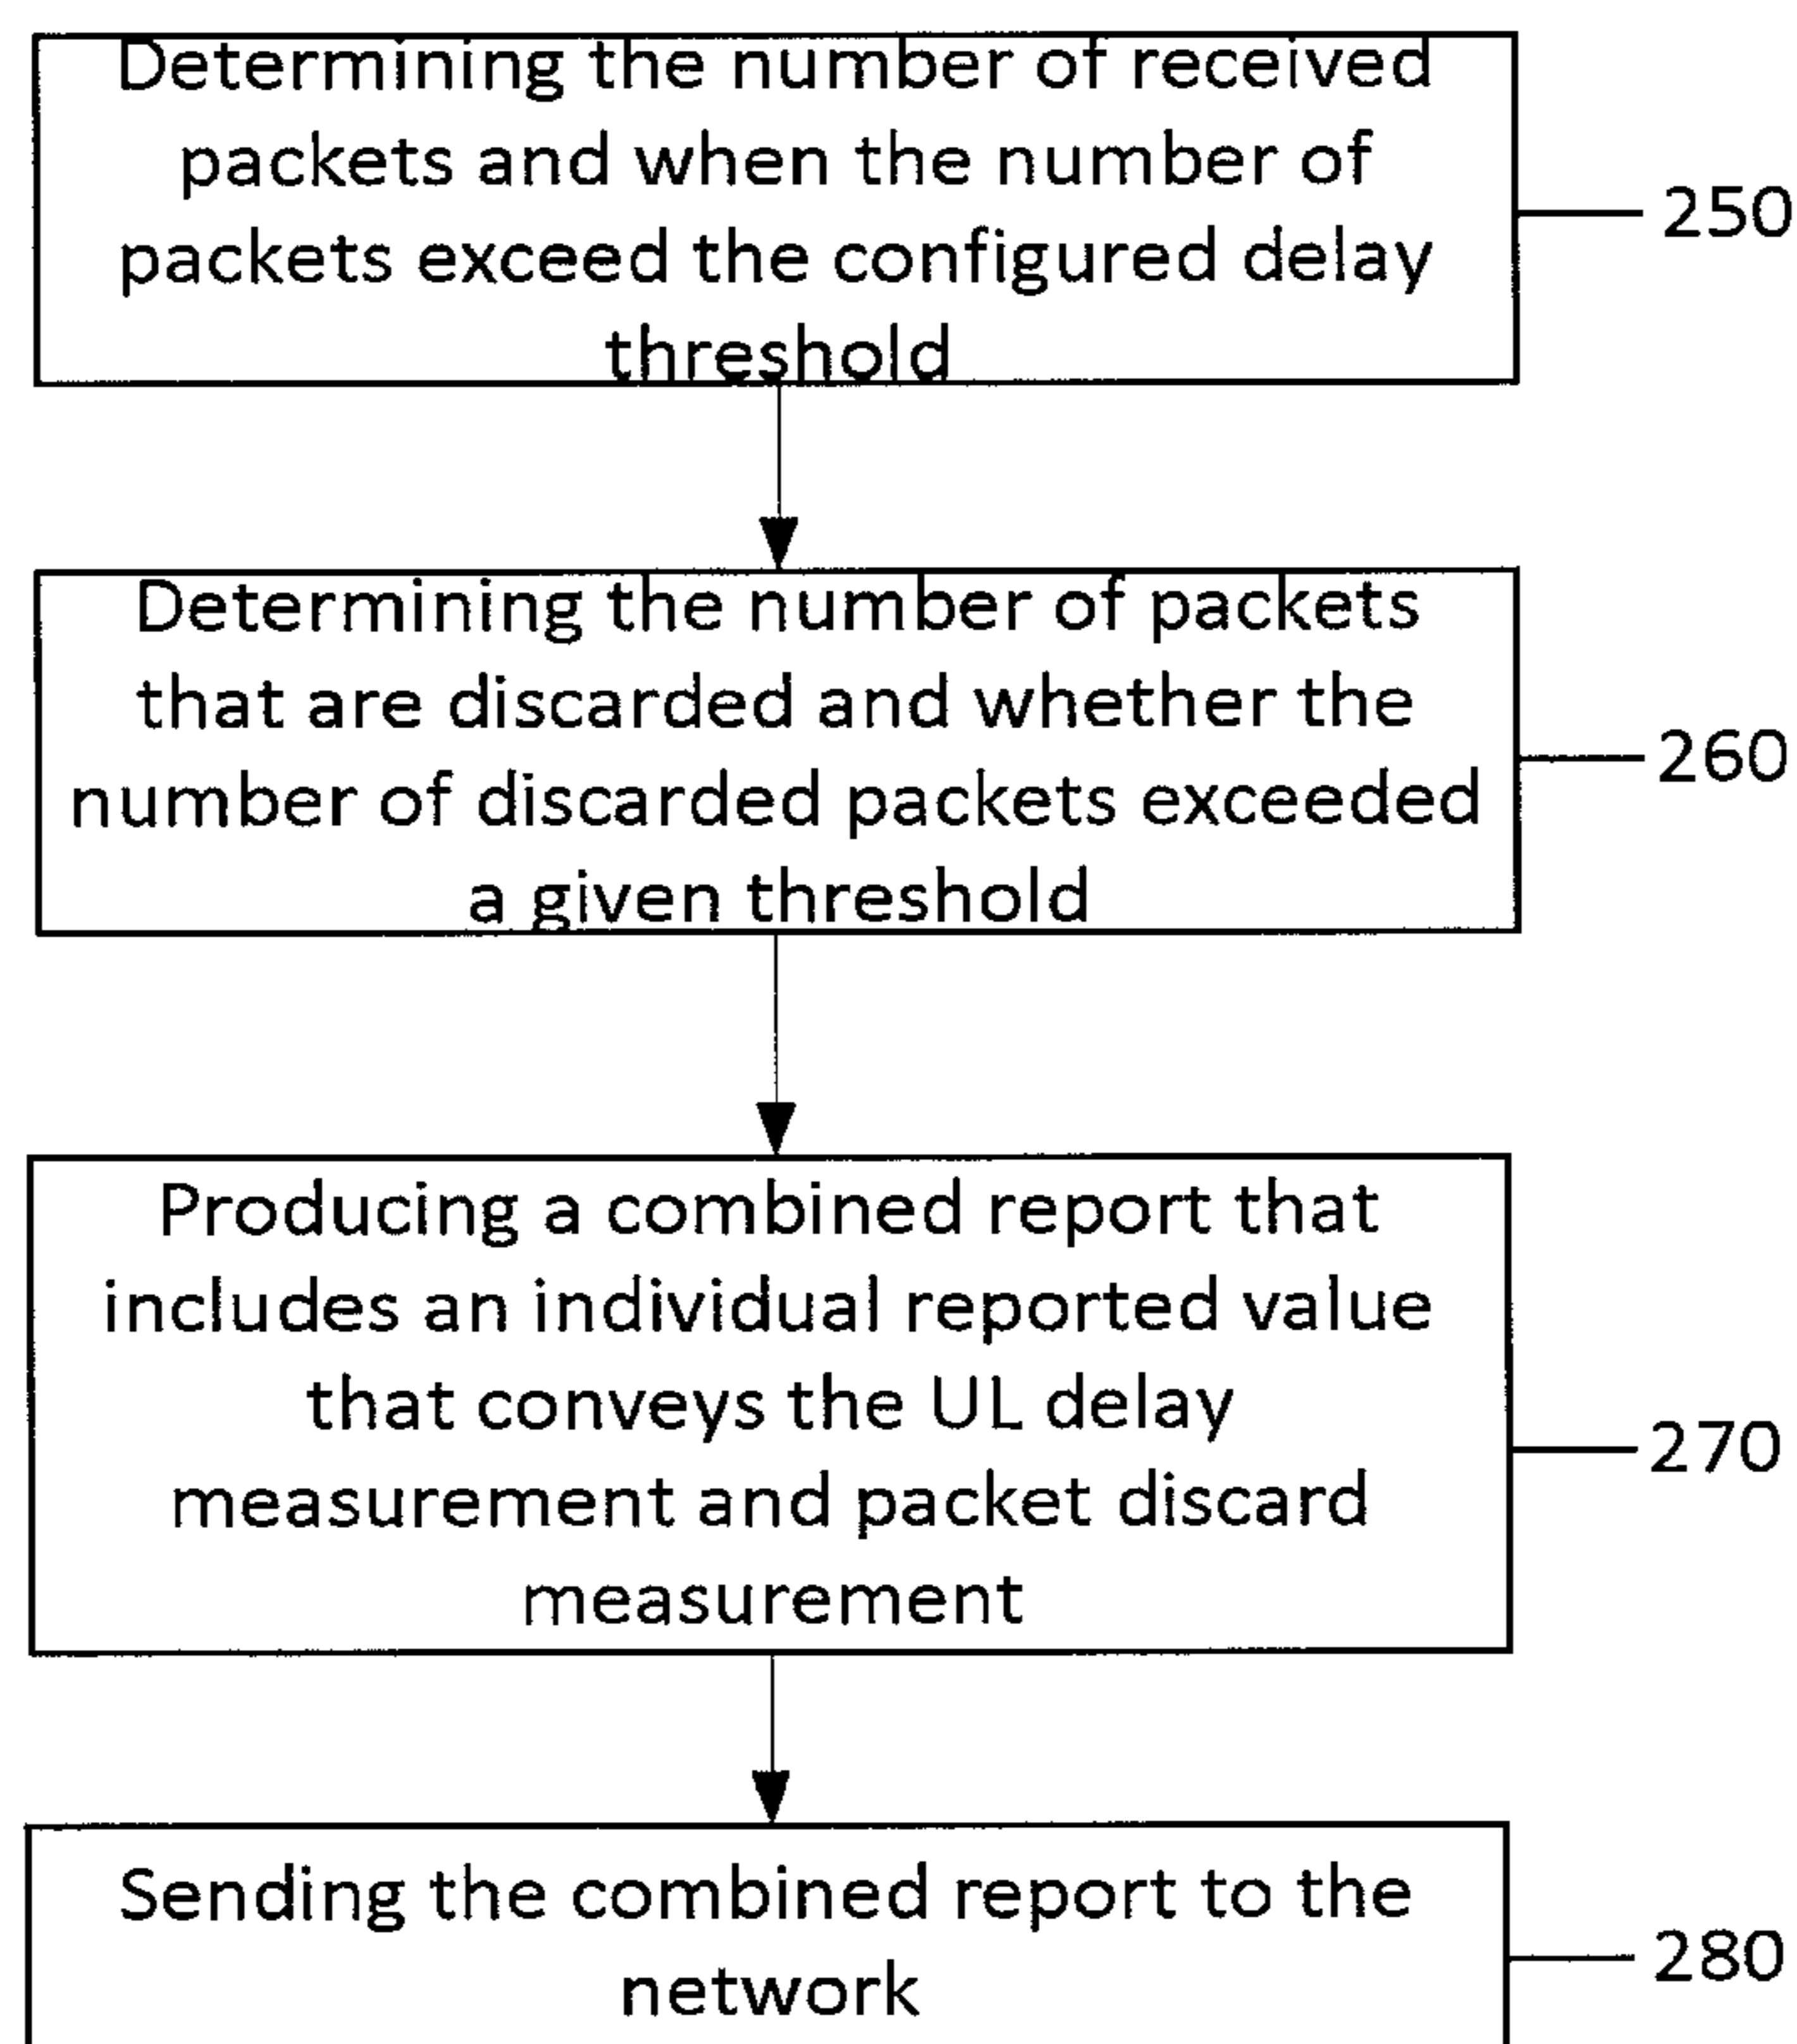 Determining the number of received
packets and when the number of
packets exceed the configured delay
threshold
250
Determining the number of packets
that are discarded and whether the
number of discarded packets exceeded
a given threshold
260
Producing a combined report that
includes an individual reported value
that conveys the UL delay
measurement and packet discard
measurement
270
Sending the combined report to the
network
280